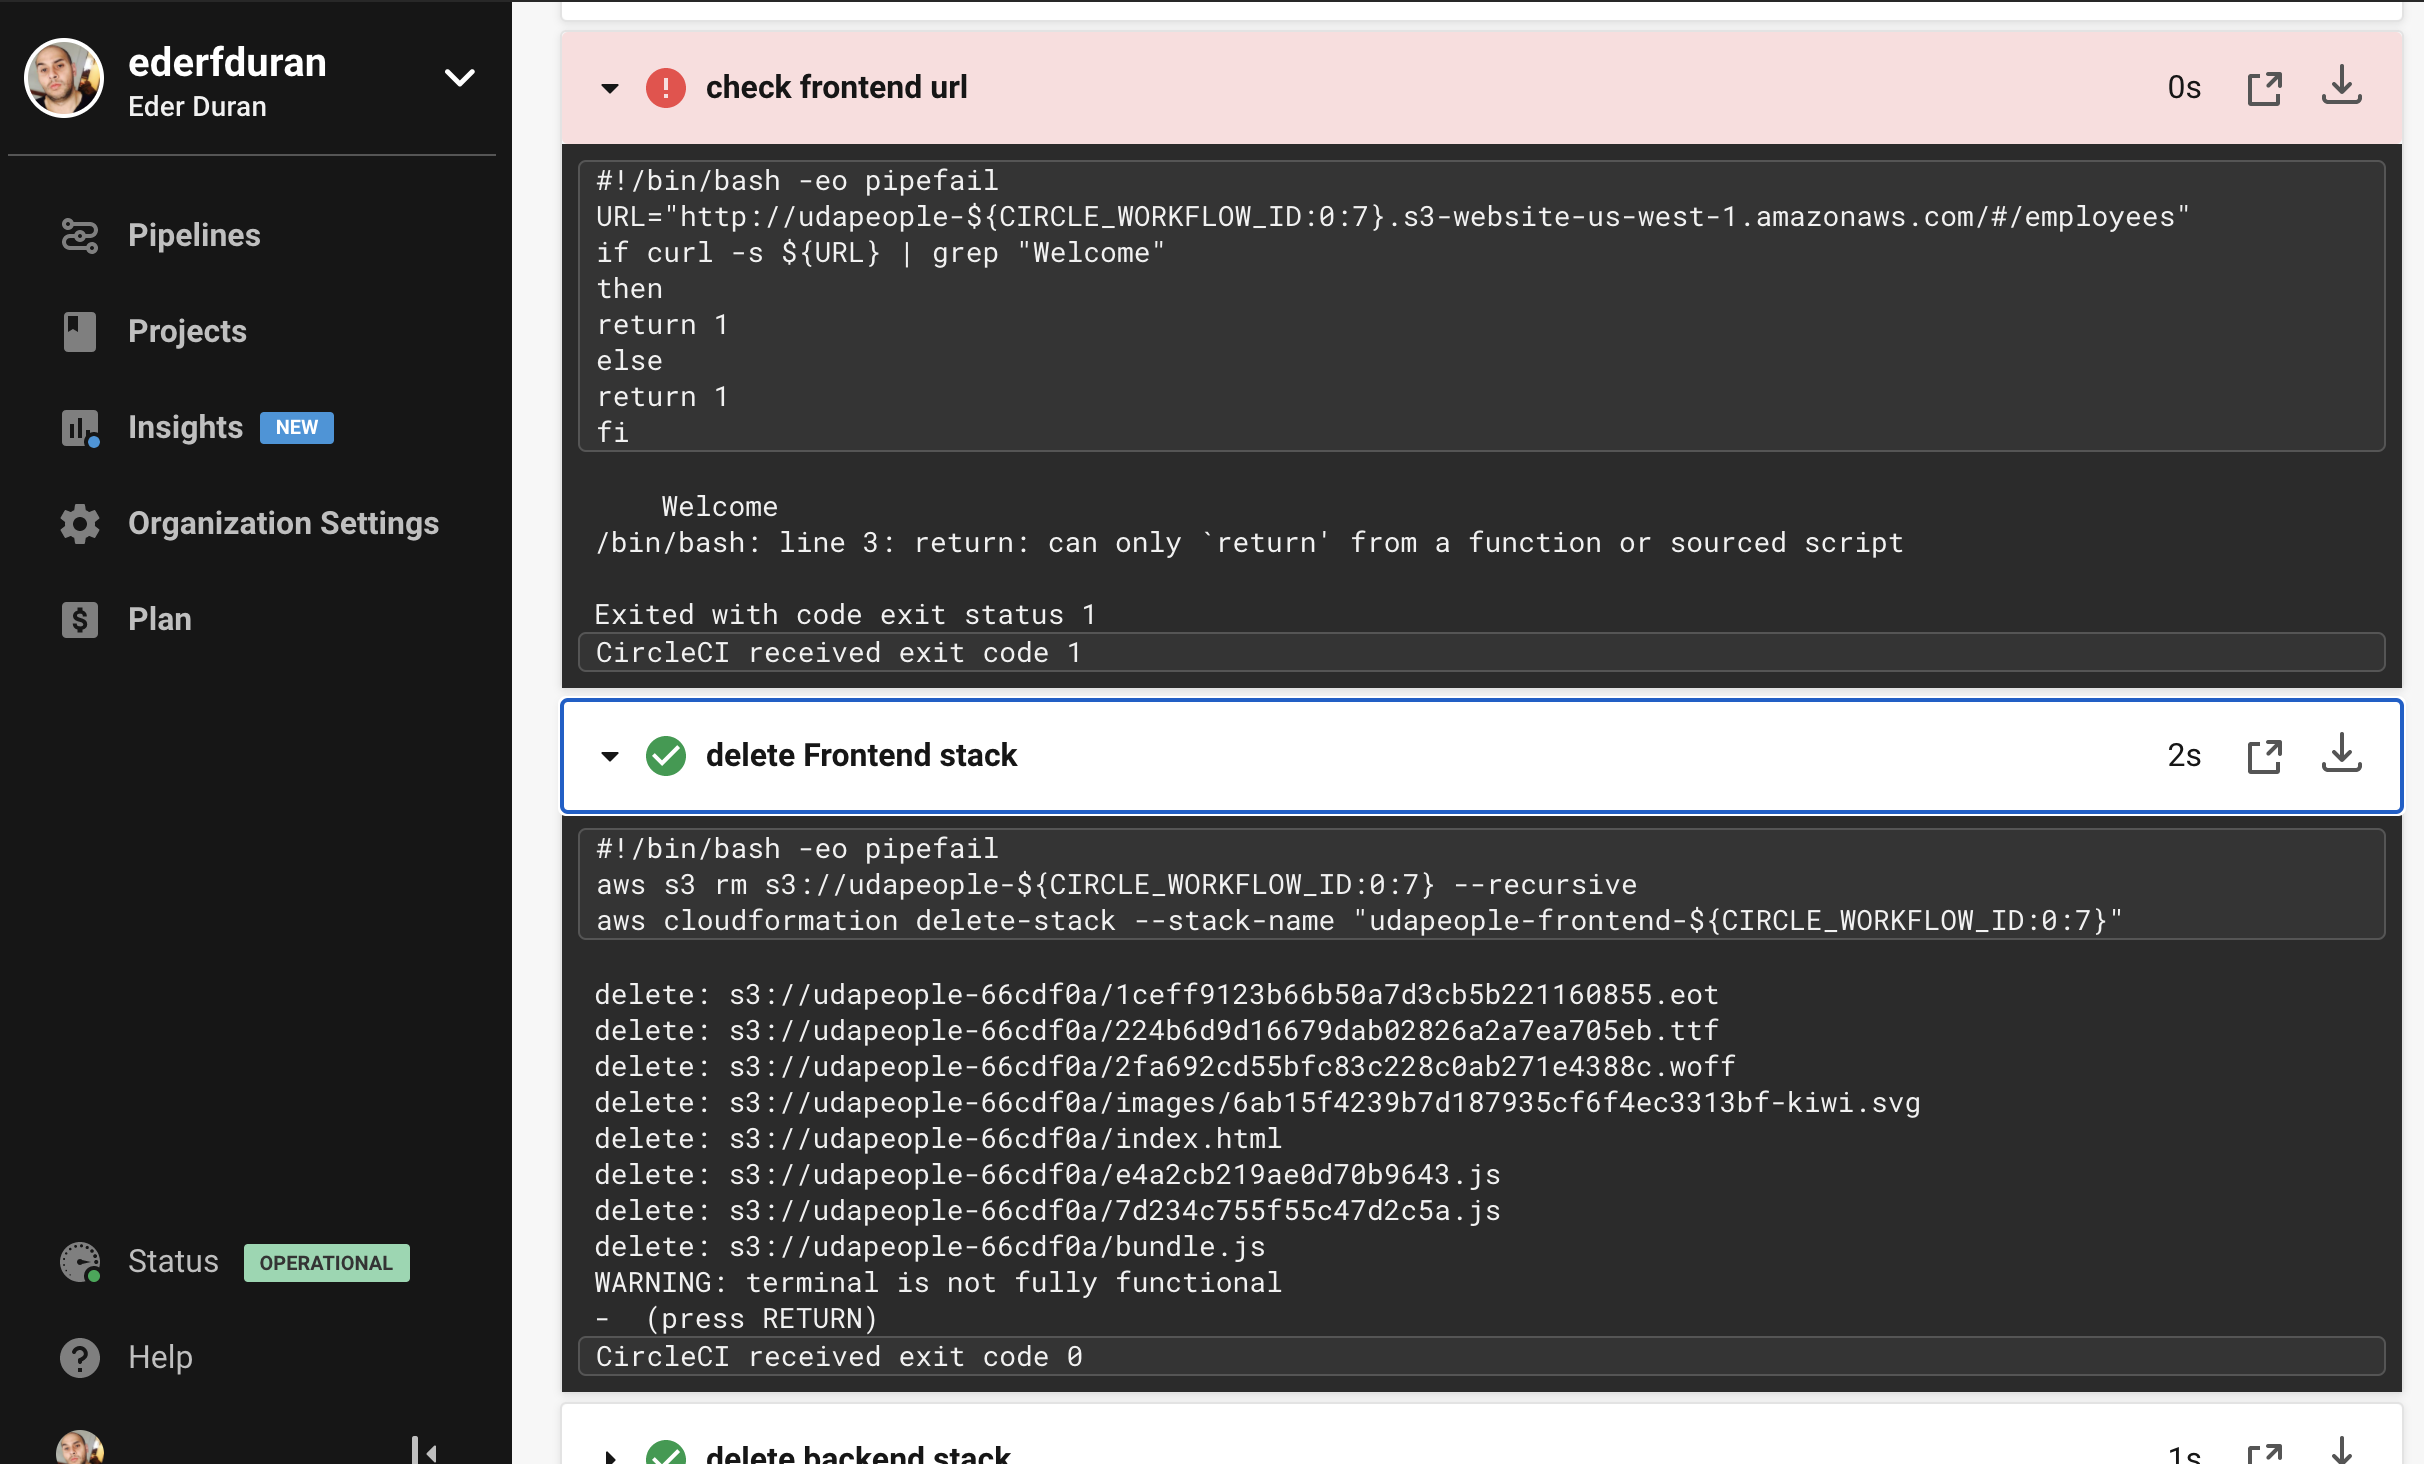 ederfduran
Eder Duran
Pipelines
Projects
Insights NEW
Organization Settings
Plan
Status OPERATIONAL
Help
check frontend url 0s
#!/bin/bash -eo pipefail
URL="http://udapeople-${CIRCLE_WORKFLOW_ID:0:7}.s3-website-us-west-1.amazonaws.com/#/employees"
if curl -s ${URL} | grep "Welcome"
then
return 1
else
return 1
fi
Welcome
/bin/bash: line 3: return: can only `return' from a function or sourced script
Exited with code exit status 1
CircleCI received exit code 1
delete Frontend stack 2s
#!/bin/bash -eo pipefail
aws s3 rm s3://udapeople-${CIRCLE_WORKFLOW_ID:0:7} --recursive
aws cloudformation delete-stack --stack-name "udapeople-frontend-${CIRCLE_WORKFLOW_ID:0:7}"
delete: s3://udapeople-66cdf0a/1ceff9123b66b50a7d3cb5b221160855.eot
delete: s3://udapeople-66cdf0a/224b6d9d16679dab02826a2a7ea705eb.ttf
delete: s3://udapeople-66cdf0a/2fa692cd55bfc83c228c0ab271e4388c.woff
delete: s3://udapeople-66cdf0a/images/6ab15f4239b7d187935cf6f4ec3313bf-kiwi.svg
delete: s3://udapeople-66cdf0a/index.html
delete: s3://udapeople-66cdf0a/e4a2cb219ae0d70b9643.js
delete: s3://udapeople-66cdf0a/7d234c755f55c47d2c5a.js
delete: s3://udapeople-66cdf0a/bundle.js
WARNING: terminal is not fully functional
-  (press RETURN)
CircleCI received exit code 0
delete backend stack 1s